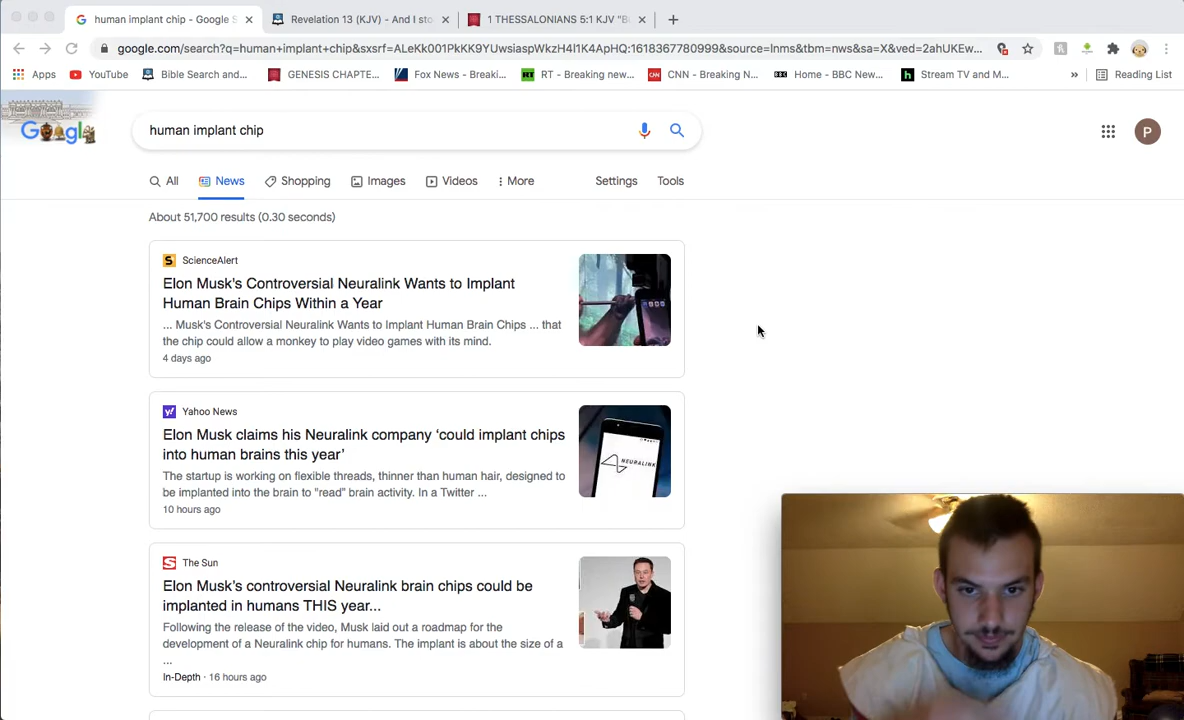 human implant chip - Google S
Revelation 13 (KJV) - And I sto
1 THESSALONIANS 5:1 KJV "B
google.com/search?q=human+implant+chip&sxsrf=ALeKk001PkKK9YUwsiaspWkzH4I1K4ApHQ:1618367780999&source=lnms&tbm=nws&sa=X&ved=2ahUKEw...
Apps
YouTube
Bible Search and...
GENESIS CHAPTE...
Fox News - Breaki...
RT - Breaking new...
CNN - Breaking N...
Home - BBC New...
Stream TV and M...
»
Reading List
Google
human implant chip
P
All
News
Shopping
Images
Videos
More
Settings
Tools
About 51,700 results (0.30 seconds)
ScienceAlert
Elon Musk's Controversial Neuralink Wants to Implant
Human Brain Chips Within a Year
... Musk's Controversial Neuralink Wants to Implant Human Brain Chips ... that
the chip could allow a monkey to play video games with its mind.
4 days ago
Yahoo News
Elon Musk claims his Neuralink company ‘could implant chips
into human brains this year’
The startup is working on flexible threads, thinner than human hair, designed to
be implanted into the brain to "read" brain activity. In a Twitter ...
10 hours ago
NEURALINK
The Sun
Elon Musk's controversial Neuralink brain chips could be
implanted in humans THIS year...
Following the release of the video, Musk laid out a roadmap for the
development of a Neuralink chip for humans. The implant is about the size of a
...
In-Depth · 16 hours ago